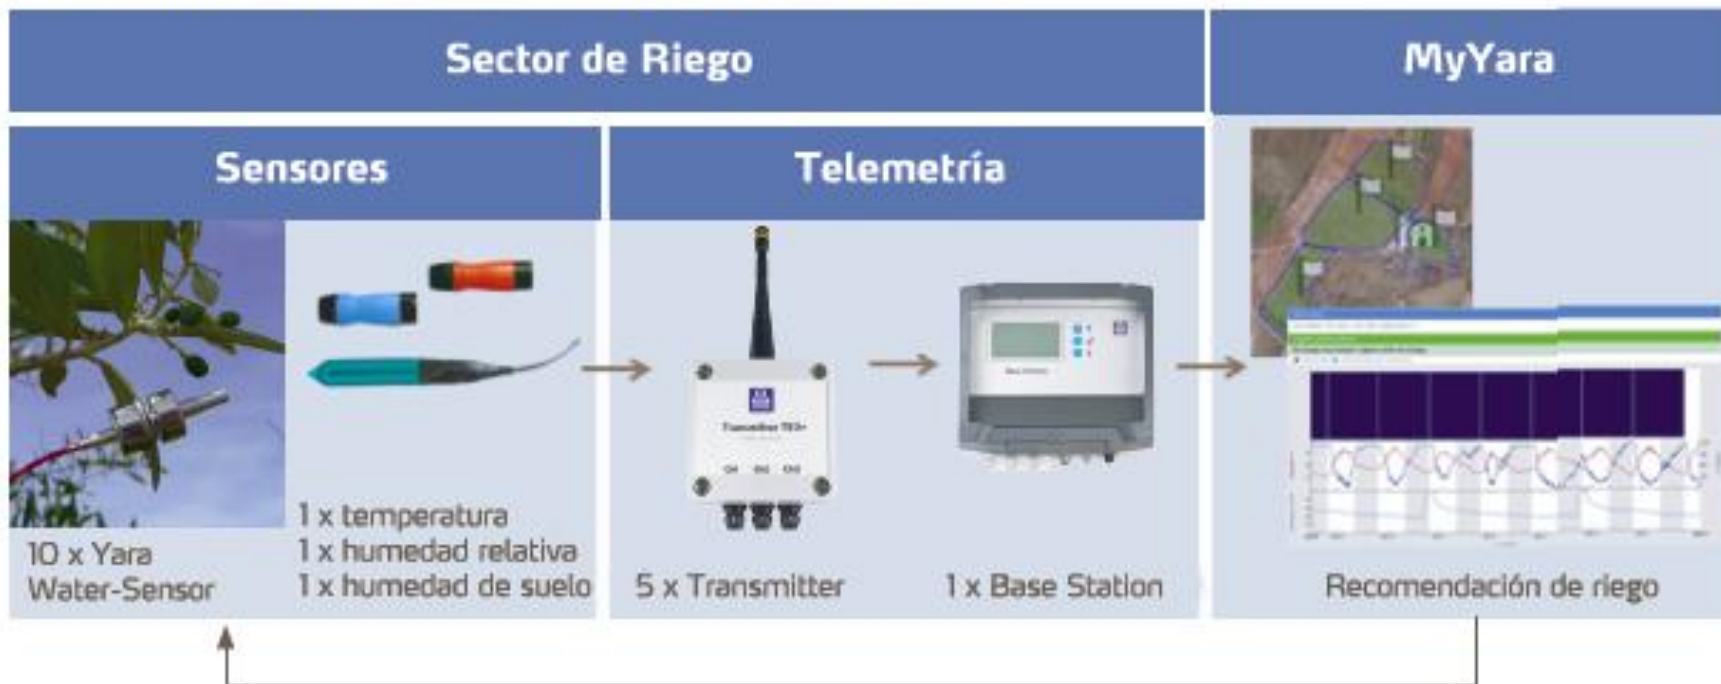 Sector de Riego
MyYara
Sensores
Telemetría
10 x Yara
Water-Sensor
1 x temperatura
1 x humedad relativa
1 x humedad de suelo
5 x Transmitter
1 x Base Station
Recomendación de riego